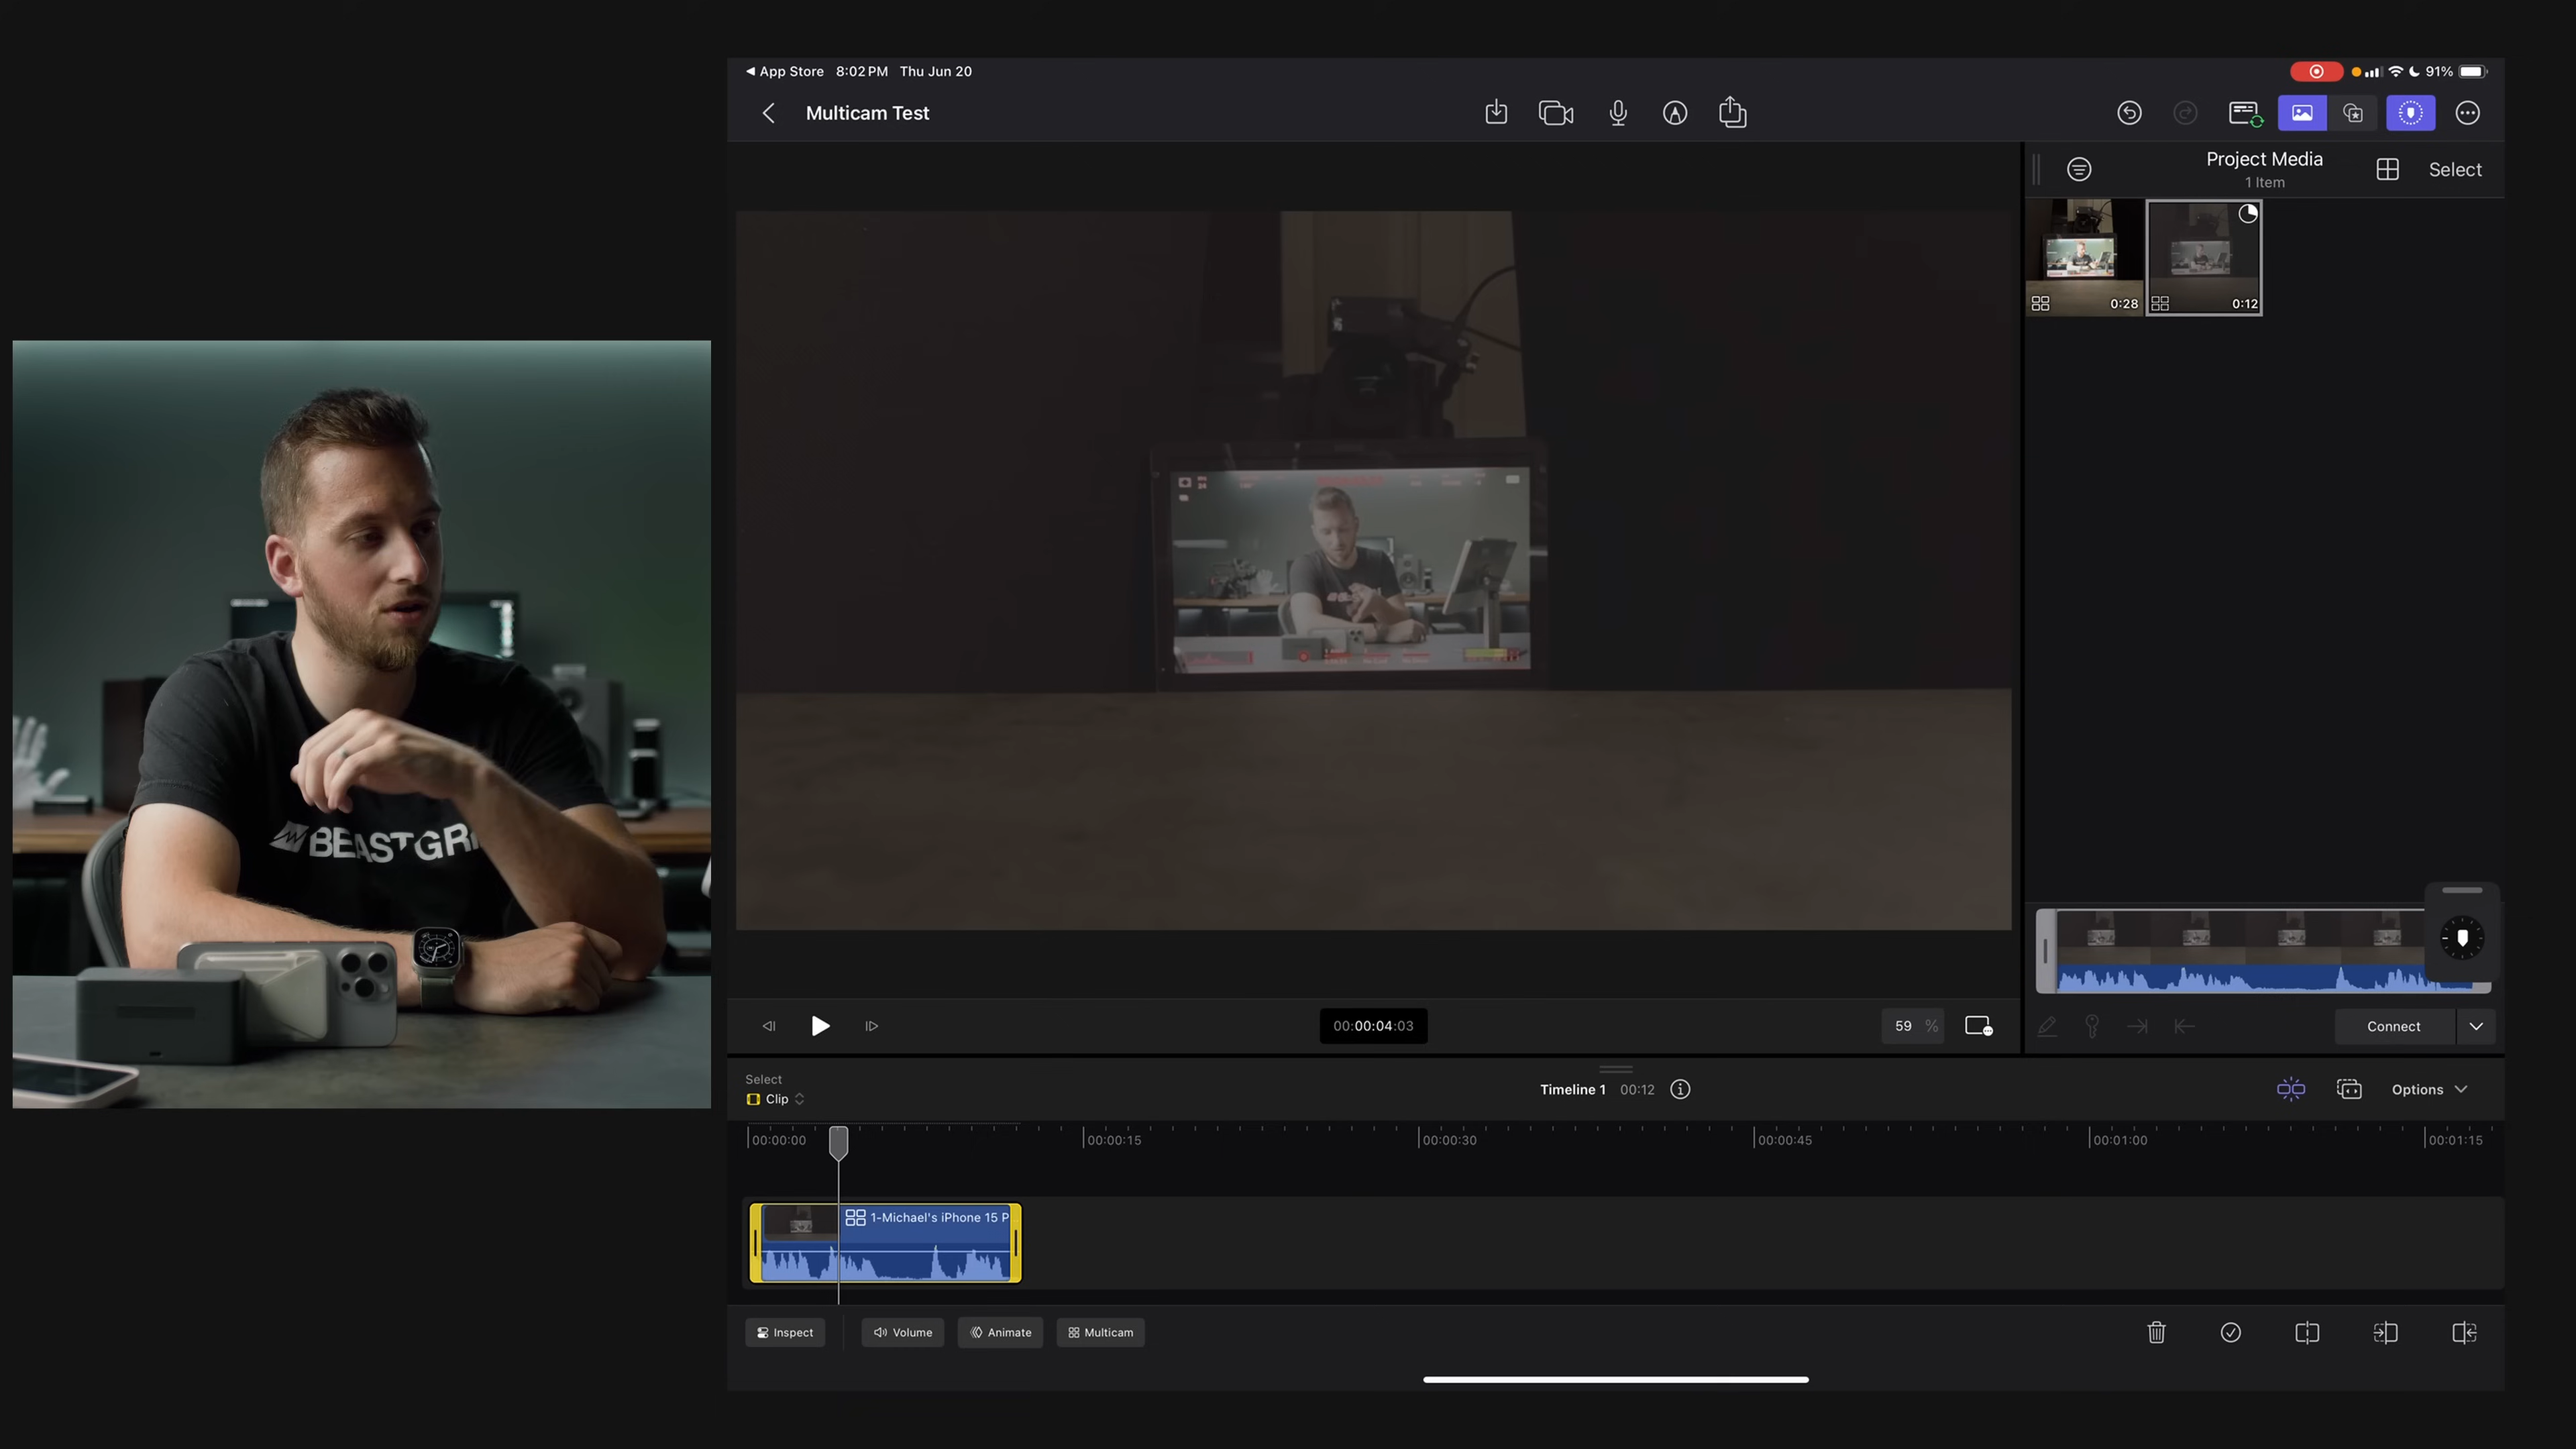 App Store 8:02 PM Thu Jun 20
91%
Multicam Test
Project Media
1 Item
Select
0:28
0:12
BEASTGRI
00:00:04:03
59 %
Connect
Select
Clip
Timeline 1 00:12
Options
00:00:00
00:00:15
00:00:30
00:00:45
00:01:00
00:01:15
1-Michael's iPhone 15 P
Inspect
Volume
Animate
Multicam